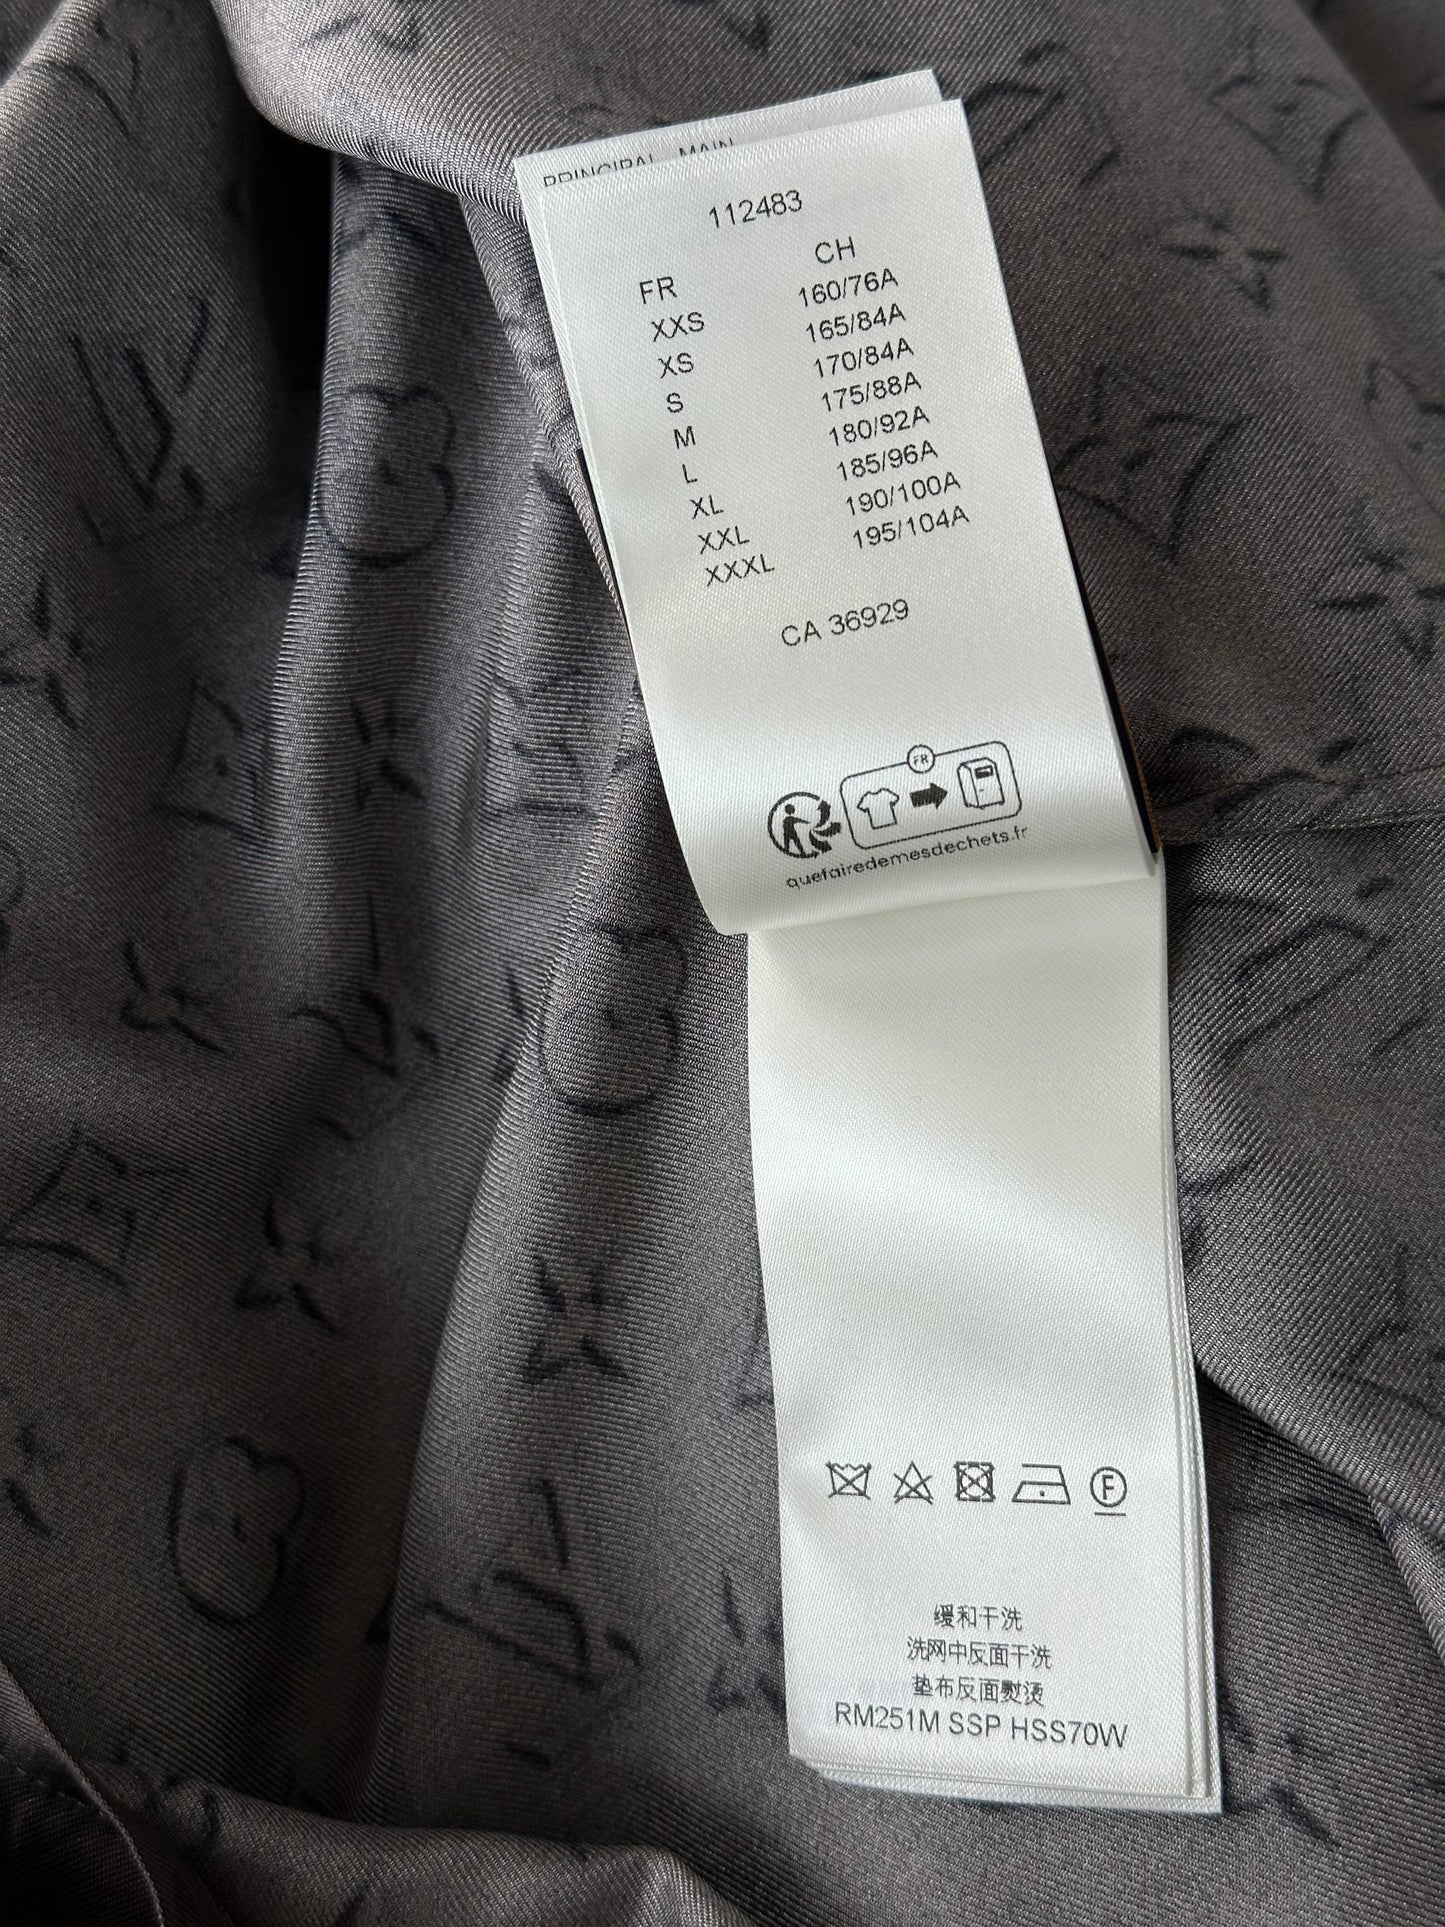 PRINCIPAL - MAIN
112483
FR CH
XXS 160/76A
XS 165/84A
S 170/84A
M 175/88A
L 180/92A
XL 185/96A
XXL 190/100A
XXXL 195/104A
CA 36929
FR
quefairedemesdechets.fr
F
缓和干洗
洗网中反面干洗
垫布反面熨烫
RM251M SSP HSS70W